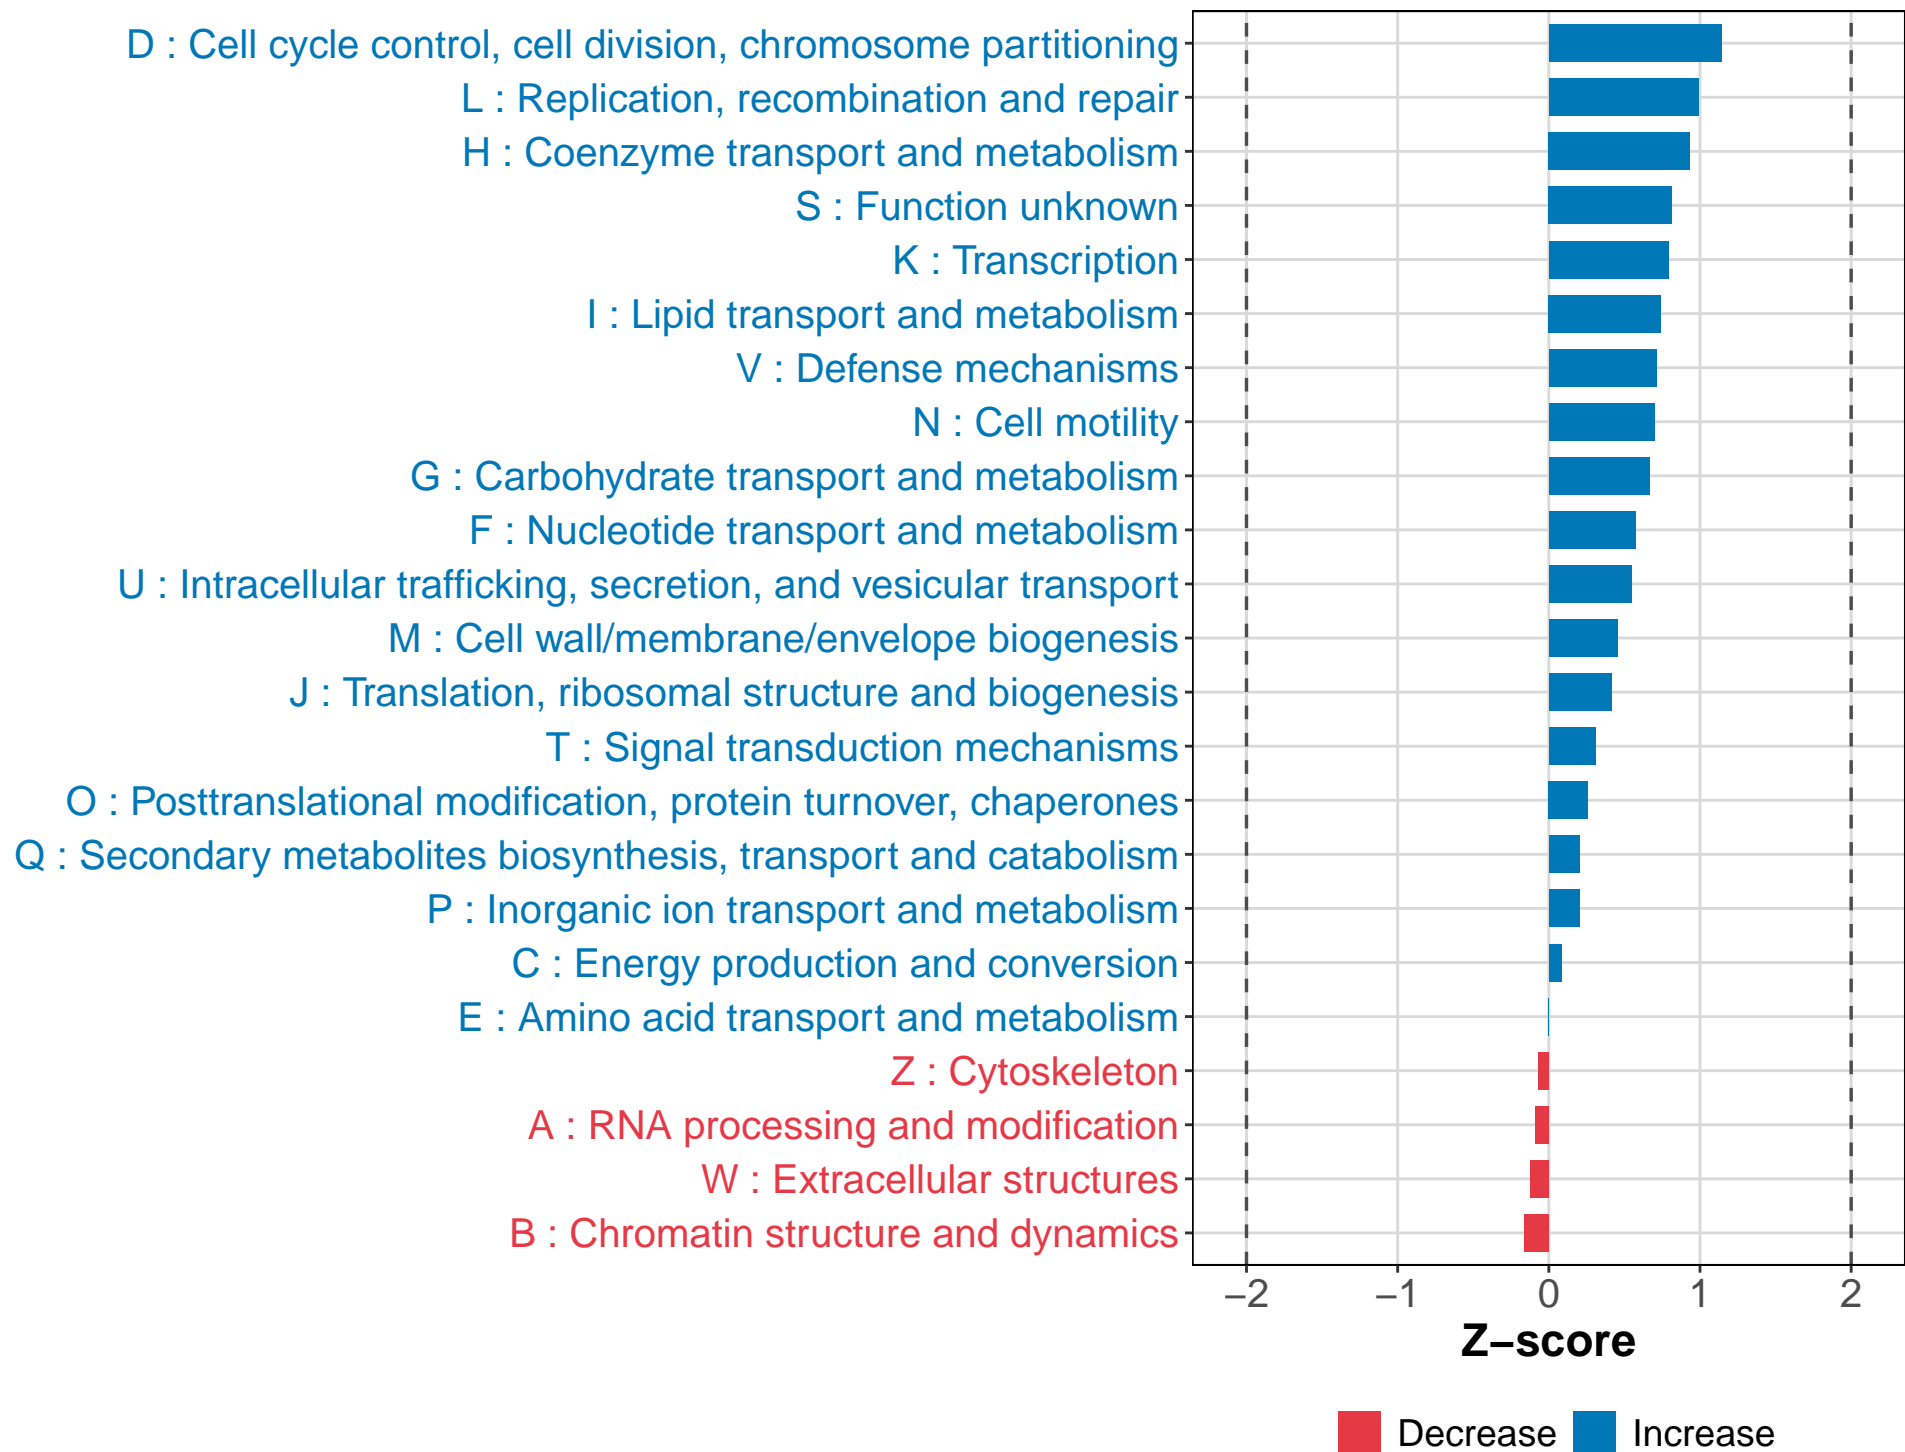 D : Cell cycle control, cell division, chromosome partitioning
L : Replication, recombination and repair
H : Coenzyme transport and metabolism
S : Function unknown
K : Transcription
I : Lipid transport and metabolism
V : Defense mechanisms
N : Cell motility
G : Carbohydrate transport and metabolism
F : Nucleotide transport and metabolism
U : Intracellular trafficking, secretion, and vesicular transport
M : Cell wall/membrane/envelope biogenesis
J : Translation, ribosomal structure and biogenesis
T : Signal transduction mechanisms
O : Posttranslational modification, protein turnover, chaperones
Q : Secondary metabolites biosynthesis, transport and catabolism
P : Inorganic ion transport and metabolism
C : Energy production and conversion
E : Amino acid transport and metabolism
Z : Cytoskeleton
A : RNA processing and modification
W : Extracellular structures
B : Chromatin structure and dynamics
−2 −1 0 1 2
Z−score
Decrease Increase